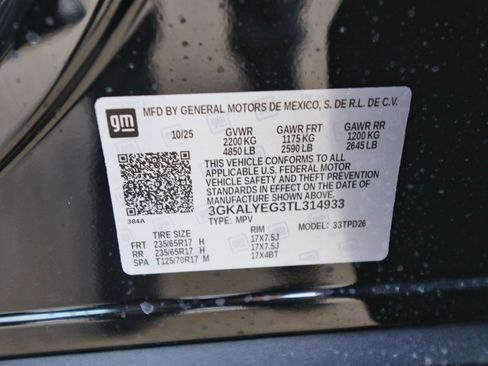 gm
MFD BY GENERAL MOTORS DE MEXICO, S. DE R.L. DE C.V.
10/25 GVWR GAWR FRT GAWR RR
2200 KG 1175 KG 1200 KG
4850 LB 2590 LB 2645 LB
THIS VEHICLE CONFORMS TO ALL
APPLICABLE U.S. FEDERAL MOTOR
VEHICLE SAFETY STANDARDS IN
EFFECT ON THE DATE OF
MANUFACTURE SHOWN ABOVE.
3GKALYEG3TL314933
384A
TYPE: MPV MODEL: 33TPD26
TIRE SIZE RIM
FRT 235/65R17 H 17X7.5J
RR 235/65R17 H 17X7.5J
SPA T125/70R17 M 17X4BT